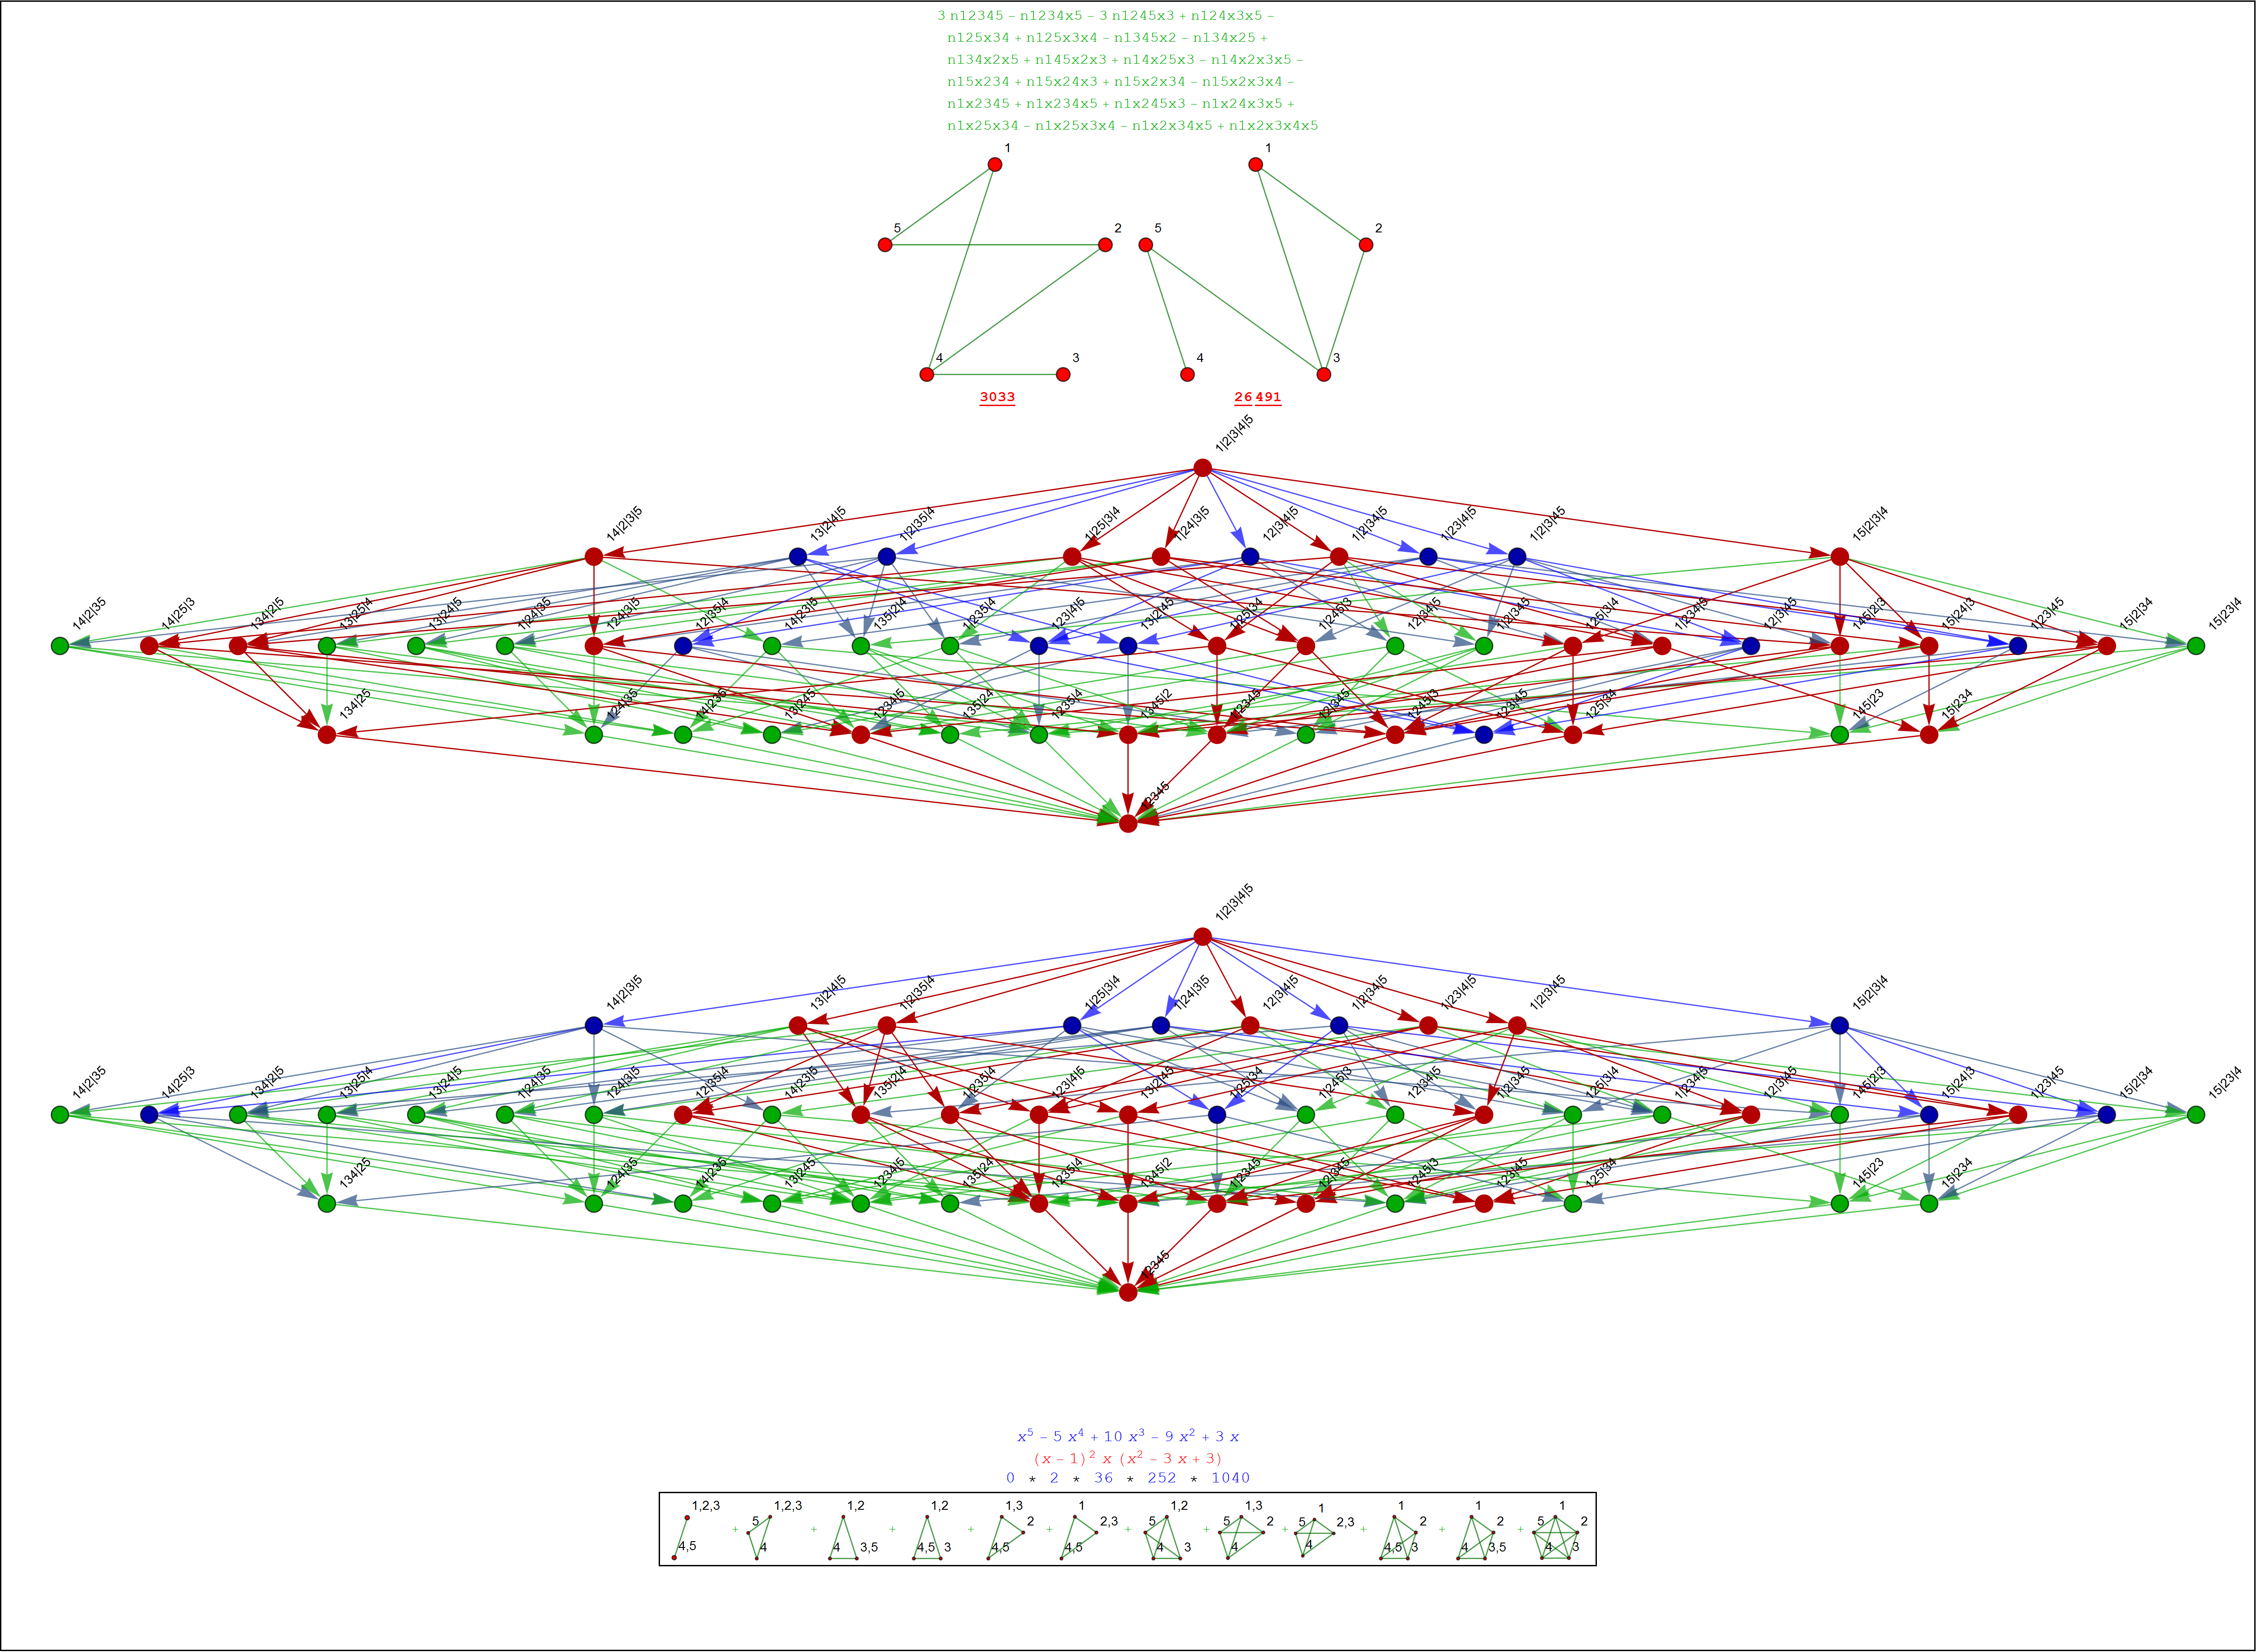 3 n12345 – n1234x5 – 3 n1245x3 + n124x3x5 –
n125x34 + n125x3x4 – n1345x2 – n134x25 +
n134x2x5 + n145x2x3 + n14x25x3 – n14x2x3x5 –
n15x234 + n15x24x3 + n15x2x34 – n15x2x3x4 –
n1x2345 + n1x234x5 + n1x245x3 – n1x24x3x5 +
n1x25x34 – n1x25x3x4 – n1x2x34x5 + n1x2x3x4x5
1 1
5 2 5 2
4 3 4 3
3033 26 491
1|2|3|4|5
14|2|3|5 13|2|4|5 1|2|35|4 1|25|3|4 1|24|3|5 12|3|4|5 1|2|34|5 1|23|4|5 1|2|3|45 15|2|3|4
14|2|35 14|25|3 134|2|5 13|25|4 13|24|5 1|24|35 124|3|5 12|35|4 14|23|5 135|2|4 1|235|4 123|4|5 13|2|45 1|25|34 1|245|3 12|34|5 1|2|345 125|3|4 1|234|5 12|3|45 145|2|3 15|24|3 1|23|45 15|2|34 15|23|4
134|25 124|35 14|235 13|245 1234|5 135|24 1235|4 1345|2 1|2345 12|345 1245|3 123|45 125|34 145|23 15|234
12345
1|2|3|4|5
14|2|3|5 13|2|4|5 1|2|35|4 1|25|3|4 1|24|3|5 12|3|4|5 1|2|34|5 1|23|4|5 1|2|3|45 15|2|3|4
14|2|35 14|25|3 134|2|5 13|25|4 13|24|5 1|24|35 124|3|5 12|35|4 14|23|5 135|2|4 1|235|4 123|4|5 13|2|45 1|25|34 1|245|3 12|34|5 1|2|345 125|3|4 1|234|5 12|3|45 145|2|3 15|24|3 1|23|45 15|2|34 15|23|4
134|25 124|35 14|235 13|245 1234|5 135|24 1235|4 1345|2 1|2345 12|345 1245|3 123|45 125|34 145|23 15|234
12345
x⁵ – 5 x⁴ + 10 x³ – 9 x² + 3 x
(x – 1)² x (x² – 3 x + 3)
0 * 2 * 36 * 252 * 1040
1,2,3 1,2,3 1,2 1,2 1,3 1 1,2 1,3 1 1 1 1
+ 5 + + + 2 + 2,3 + 5 + 5 2 + 5 2,3 + 2 + 2 + 5 2
4,5 4 4 3,5 4,5 3 4,5 4,5 4 3 4 4 4,5 3 4 3,5 4 3